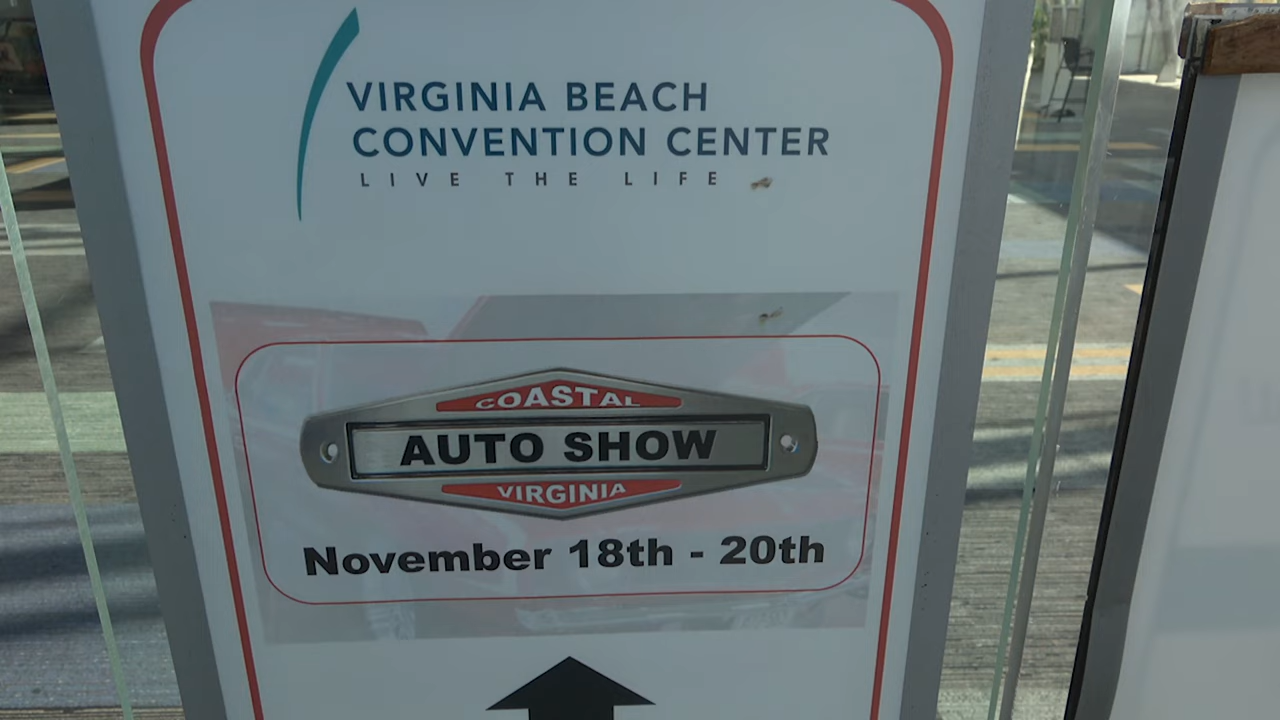 VIRGINIA BEACH
CONVENTION CENTER
LIVE THE LIFE
COASTAL
AUTO SHOW
VIRGINIA
November 18th - 20th